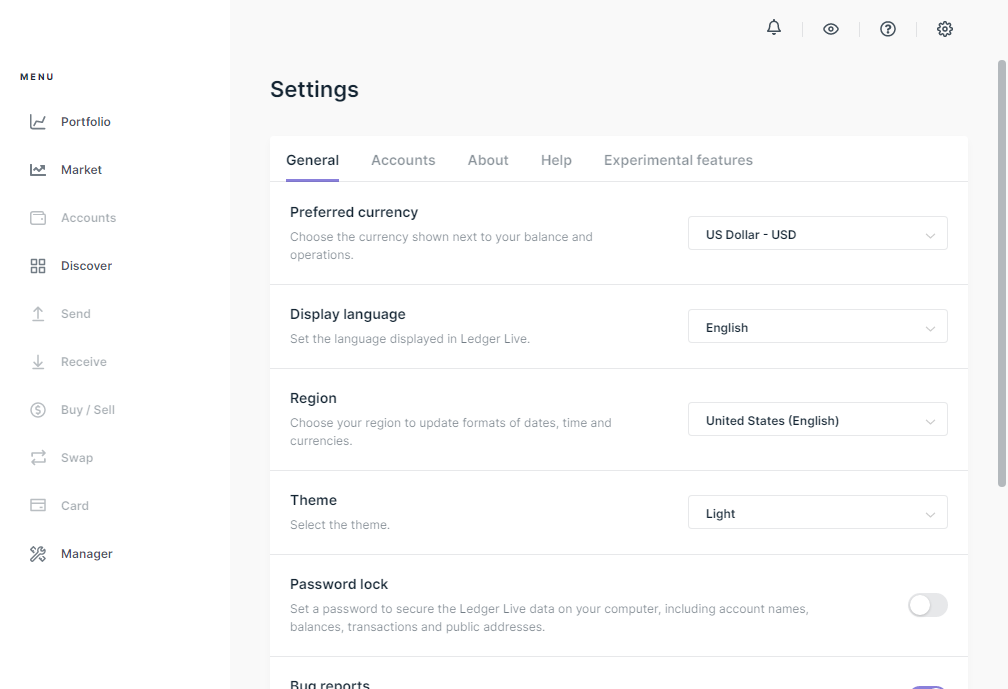 MENU
Portfolio
Market
Accounts
Discover
Send
Receive
Buy / Sell
Swap
Card
Manager
Settings
General Accounts About Help Experimental features
Preferred currency
Choose the currency shown next to your balance and
operations.
US Dollar - USD
Display language
Set the language displayed in Ledger Live.
English
Region
Choose your region to update formats of dates, time and
currencies.
United States (English)
Theme
Select the theme.
Light
Password lock
Set a password to secure the Ledger Live data on your computer, including account names,
balances, transactions and public addresses.
Bug reports